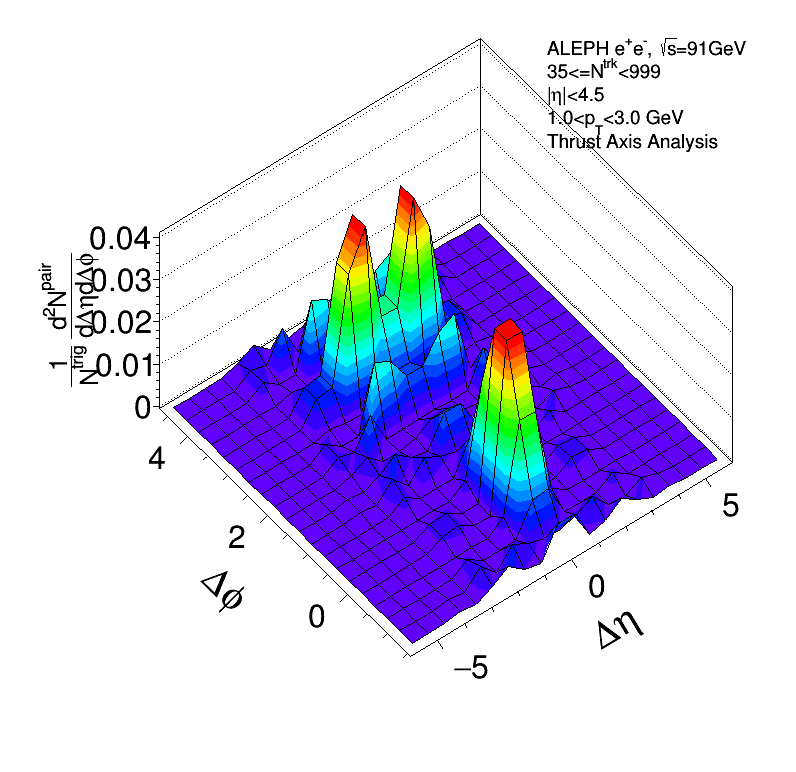 ALEPH e⁺e⁻, √s=91GeV
35<=Nᵗʳᵏ<999
|η|<4.5
1.0<p_T<3.0 GeV
Thrust Axis Analysis
1/N^trig d²N^pair/dΔηdΔϕ
0.04
0.03
0.02
0.01
0
4
2
0
Δϕ
−5
0
5
Δη